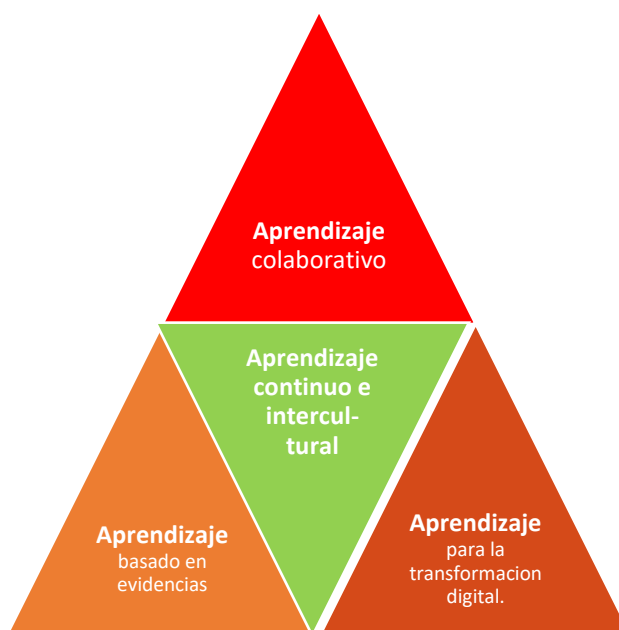 Aprendizaje
colaborativo
Aprendizaje
continuo e
intercul-
tural
Aprendizaje
basado en
evidencias
Aprendizaje
para la
transformacion
digital.